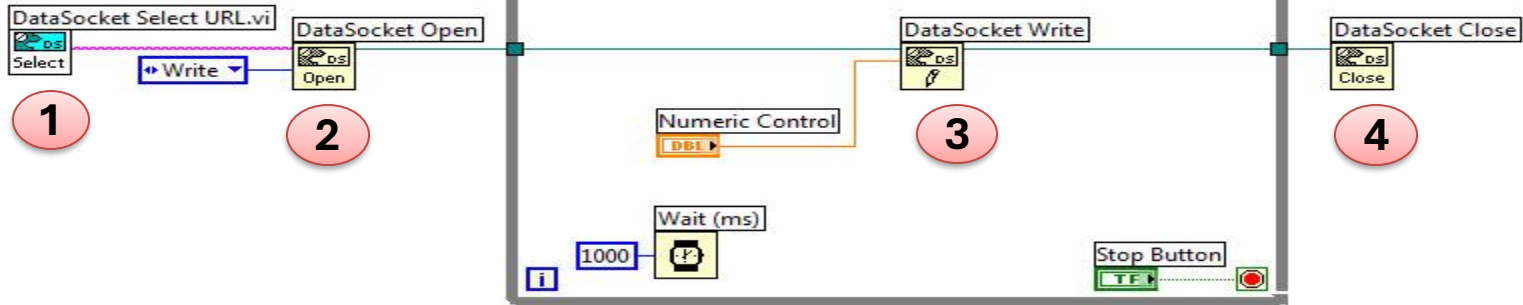 DataSocket Select URL.vi
DS
Select
1
DataSocket Open
DS
Open
Write
2
DataSocket Write
DS
3
Numeric Control
DBL
Wait (ms)
1000
i
Stop Button
TF
DataSocket Close
DS
Close
4